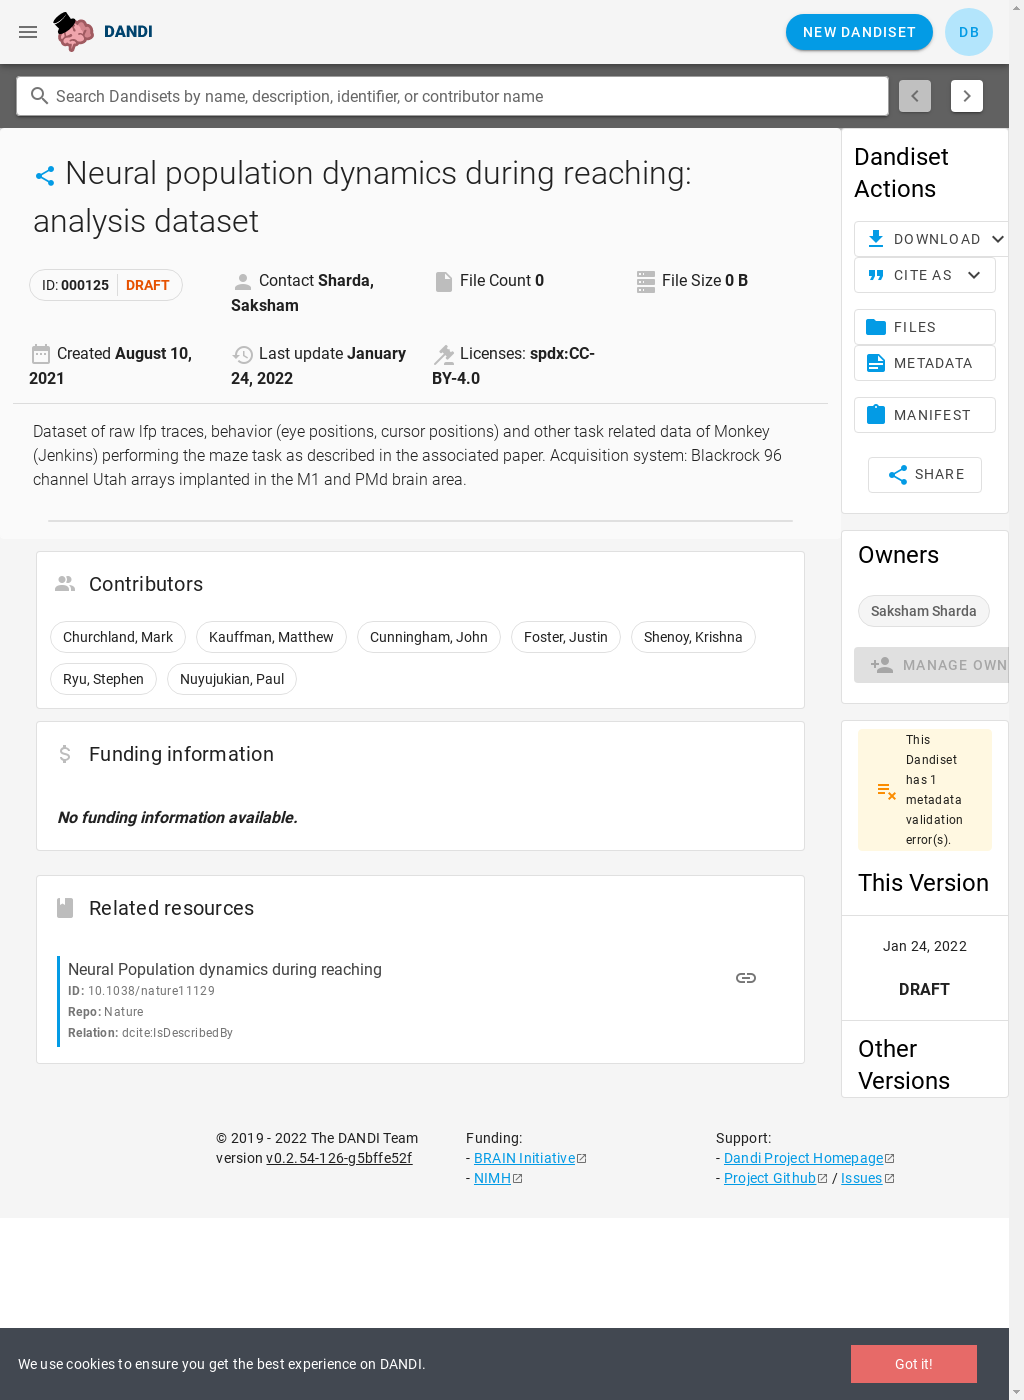 DANDI
NEW DANDISET
DB
Search Dandisets by name, description, identifier, or contributor name
Neural population dynamics during reaching:
analysis dataset
ID: 000125 DRAFT
Contact Sharda,
Saksham
File Count 0
File Size 0 B
Created August 10,
2021
Last update January
24, 2022
Licenses: spdx:CC-
BY-4.0
Dataset of raw lfp traces, behavior (eye positions, cursor positions) and other task related data of Monkey
(Jenkins) performing the maze task as described in the associated paper. Acquisition system: Blackrock 96
channel Utah arrays implanted in the M1 and PMd brain area.
Contributors
Churchland, Mark
Kauffman, Matthew
Cunningham, John
Foster, Justin
Shenoy, Krishna
Ryu, Stephen
Nuyujukian, Paul
Funding information
No funding information available.
Related resources
Neural Population dynamics during reaching
ID: 10.1038/nature11129
Repo: Nature
Relation: dcite:IsDescribedBy
Dandiset
Actions
DOWNLOAD
CITE AS
FILES
METADATA
MANIFEST
SHARE
Owners
Saksham Sharda
MANAGE OWN
This
Dandiset
has 1
metadata
validation
error(s).
This Version
Jan 24, 2022
DRAFT
Other
Versions
© 2019 - 2022 The DANDI Team
version v0.2.54-126-g5bffe52f
Funding:
- BRAIN Initiative
- NIMH
Support:
- Dandi Project Homepage
- Project Github / Issues
We use cookies to ensure you get the best experience on DANDI.
Got it!